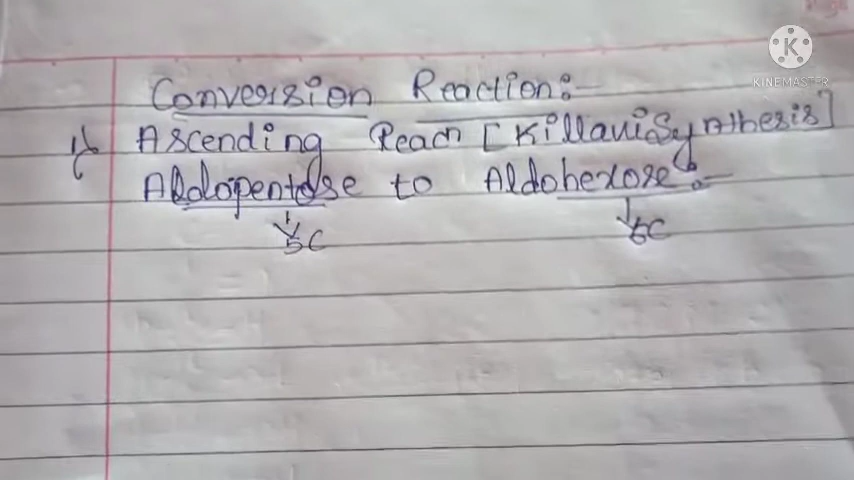 KINEMASTER
Conversion Reaction:-
1) Ascending Reacn [Killani Synthesis]
Aldopentose to Aldohexose :-
5C 6C